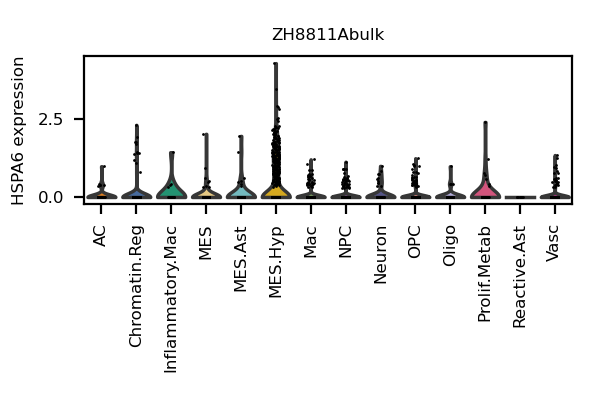 ZH8811Abulk
HSPA6 expression
2.5
0.0
AC
Chromatin.Reg
Inflammatory.Mac
MES
MES.Ast
MES.Hyp
Mac
NPC
Neuron
OPC
Oligo
Prolif.Metab
Reactive.Ast
Vasc